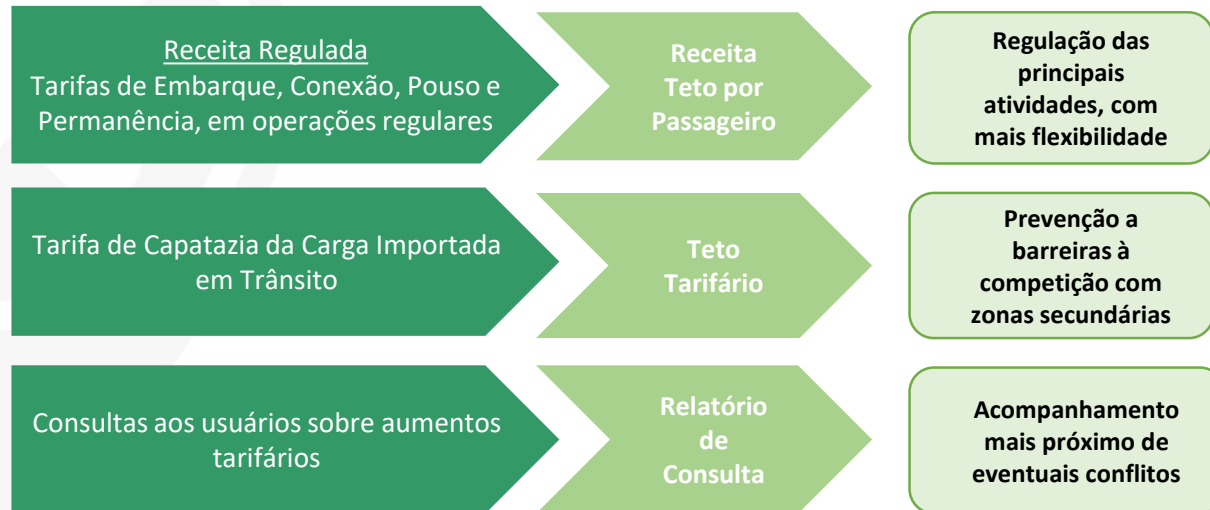 Receita Regulada
Tarifas de Embarque, Conexão, Pouso e
Permanência, em operações regulares
Receita
Teto por
Passageiro
Regulação das
principais
atividades, com
mais flexibilidade
Tarifa de Capatazia da Carga Importada
em Trânsito
Teto
Tarifário
Prevenção a
barreiras à
competição com
zonas secundárias
Consultas aos usuários sobre aumentos
tarifários
Relatório
de
Consulta
Acompanhamento
mais próximo de
eventuais conflitos